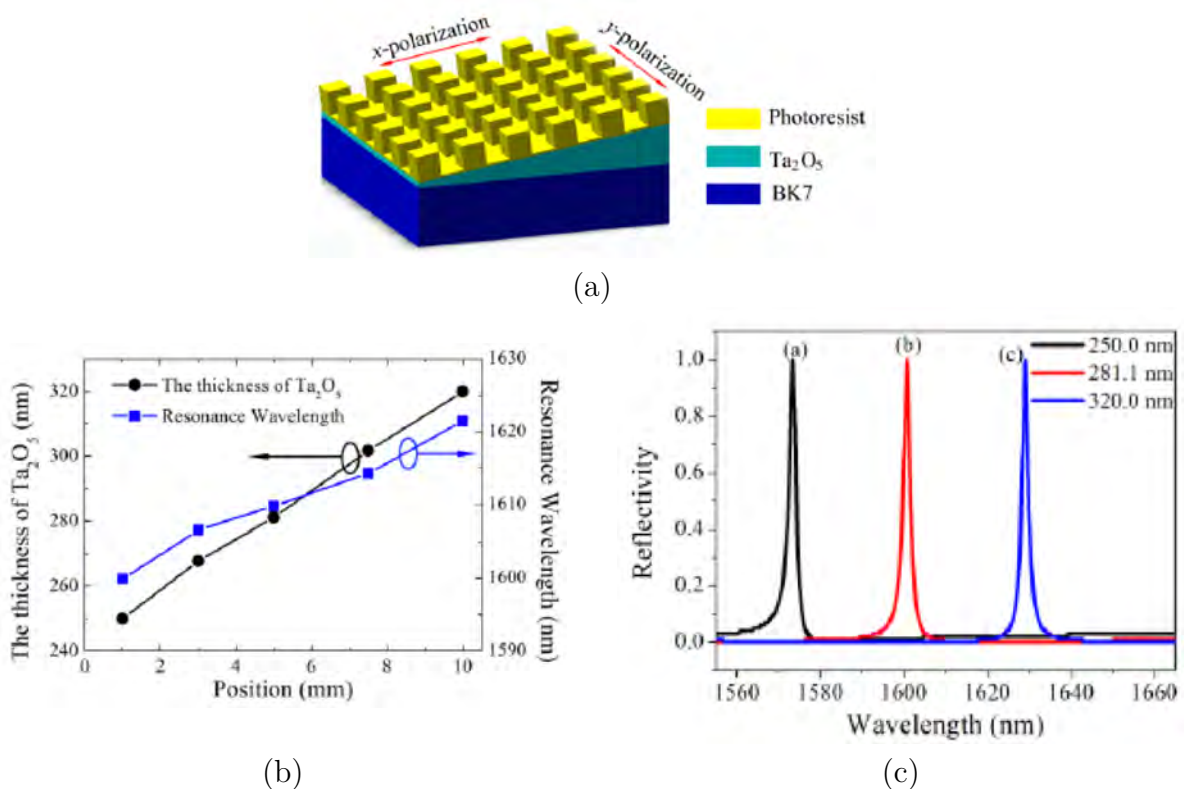 x-polarization
y-polarization
Photoresist
Ta₂O₅
BK7
(a)
The thickness of Ta₂O₅ (nm)
320
300
280
260
240
The thickness of Ta₂O₅
Resonance Wavelength
1630
1620
1610
1600
1590
Resonance Wavelength (nm)
0
2
4
6
8
10
Position (mm)
(b)
Reflectivity
1.0
0.8
0.6
0.4
0.2
0.0
(a)
(b)
(c)
250.0 nm
281.1 nm
320.0 nm
1560
1580
1600
1620
1640
1660
Wavelength (nm)
(c)